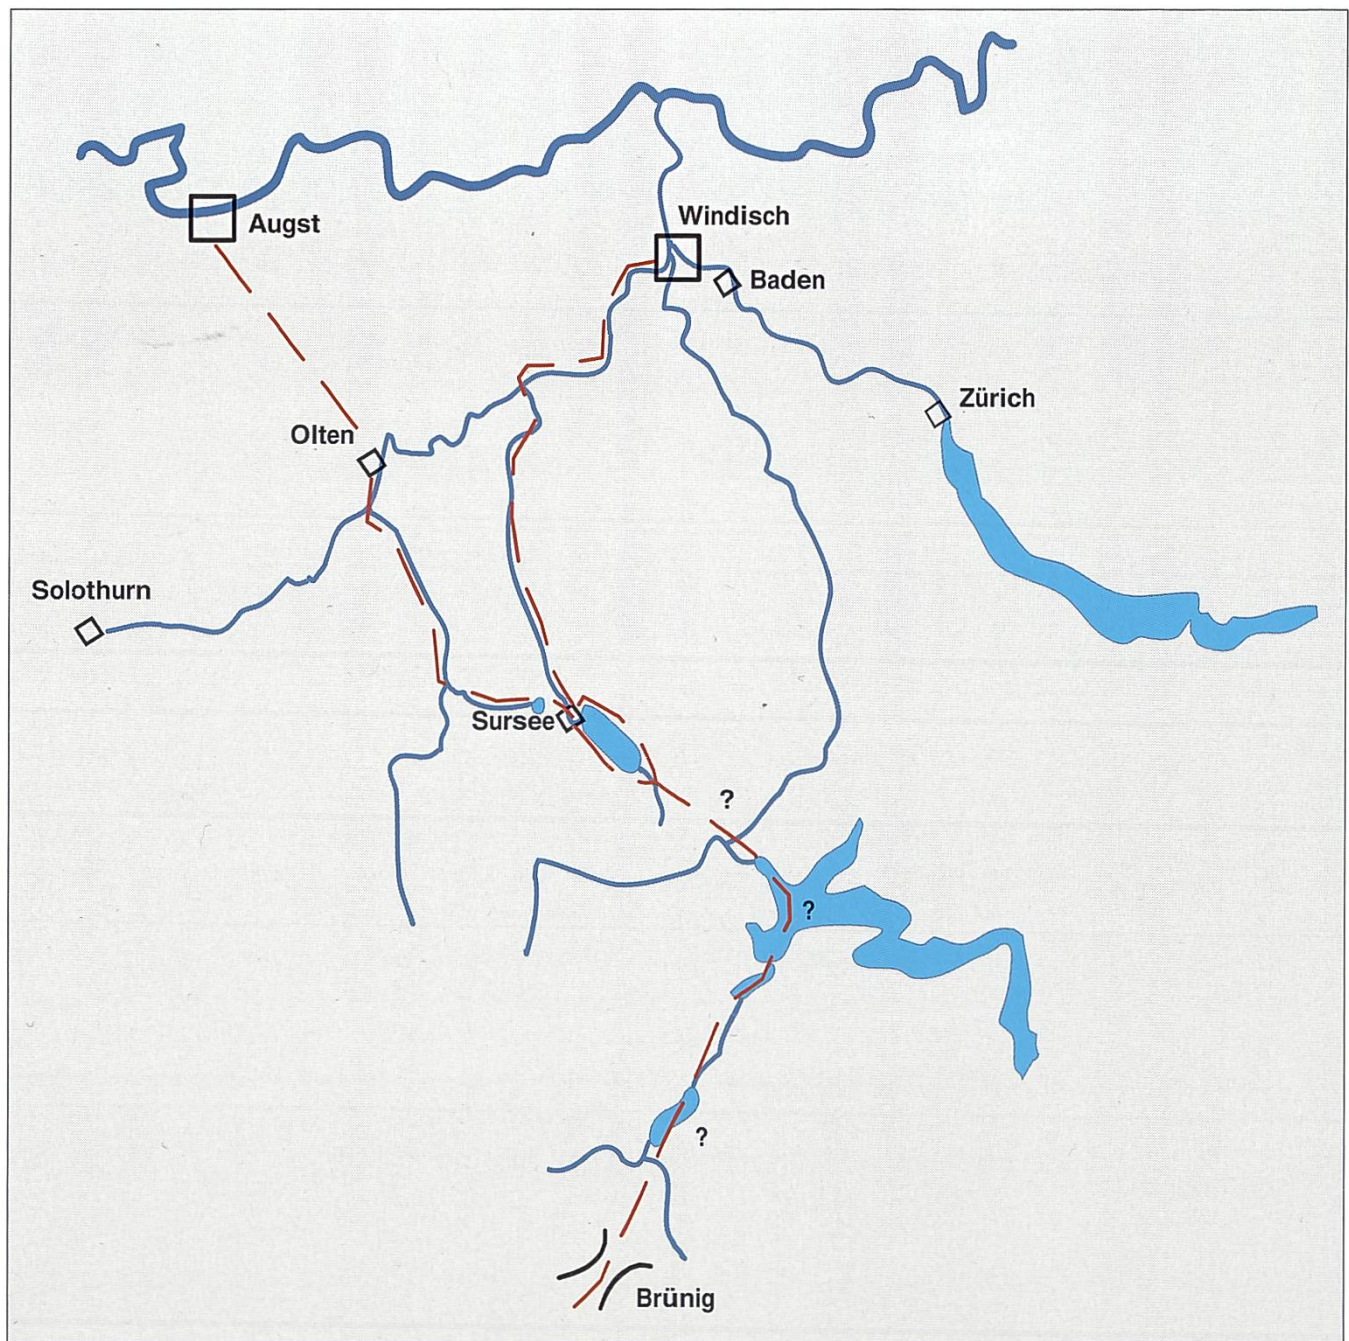 Augst
Windisch
Baden
Zürich
Olten
Solothurn
Sursee
?
?
?
Brünig